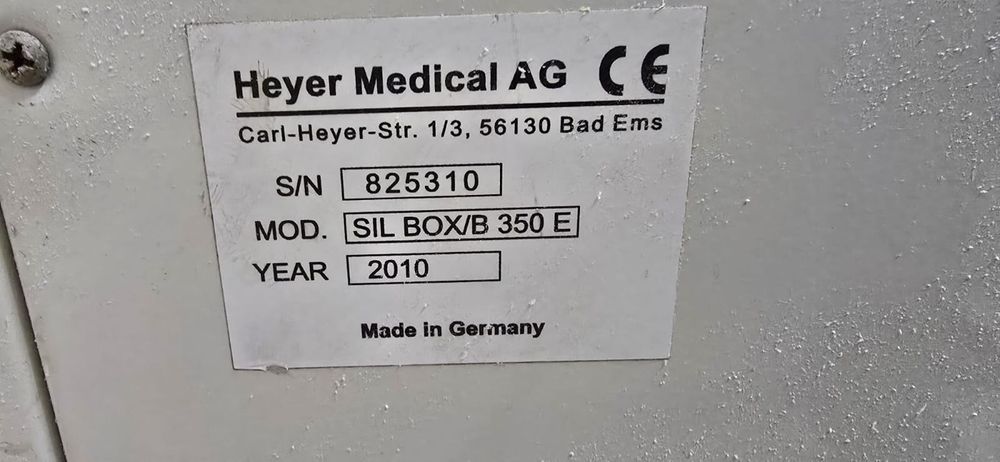 Heyer Medical AG CE
Carl-Heyer-Str. 1/3, 56130 Bad Ems
S/N 825310
MOD. SIL BOX/B 350 E
YEAR 2010
Made in Germany